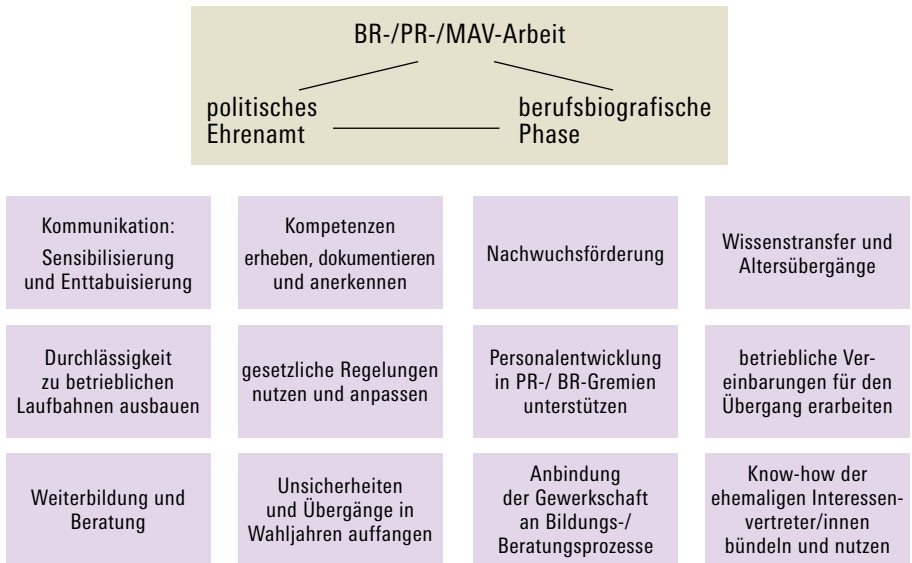 BR-/PR-/MAV-Arbeit
politisches
Ehrenamt
berufsbiografische
Phase
Kommunikation:
Sensibilisierung
und Enttabuisierung
Kompetenzen
erheben, dokumentieren
und anerkennen
Nachwuchsförderung
Wissenstransfer und
Altersübergänge
Durchlässigkeit
zu betrieblichen
Laufbahnen ausbauen
gesetzliche Regelungen
nutzen und anpassen
Personalentwicklung
in PR-/ BR-Gremien
unterstützen
betriebliche Ver-
einbarungen für den
Übergang erarbeiten
Weiterbildung und
Beratung
Unsicherheiten
und Übergänge in
Wahljahren auffangen
Anbindung
der Gewerkschaft
an Bildungs-/
Beratungsprozesse
Know-how der
ehemaligen Interessen-
vertreter/innen
bündeln und nutzen